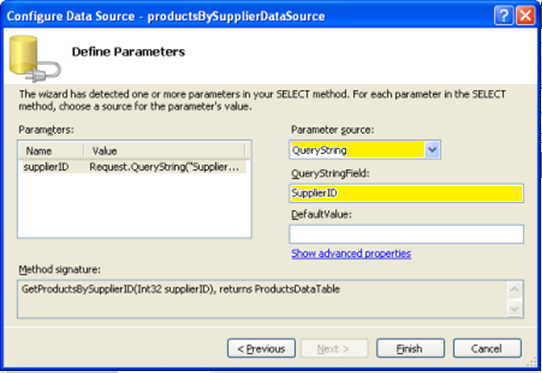 Configure Data Source - productsBySupplierDataSource
Define Parameters
The wizard has detected one or more parameters in your SELECT method. For each parameter in the SELECT
method, choose a source for the parameter's value.
Parameters:
Name Value
supplierID Request.QueryString("Supplier...
Parameter source:
QueryString
QueryStringField:
SupplierID
DefaultValue:
Show advanced properties
Method signature:
GetProductsBySupplierID(Int32 supplierID), returns ProductsDataTable
< Previous Next > Finish Cancel